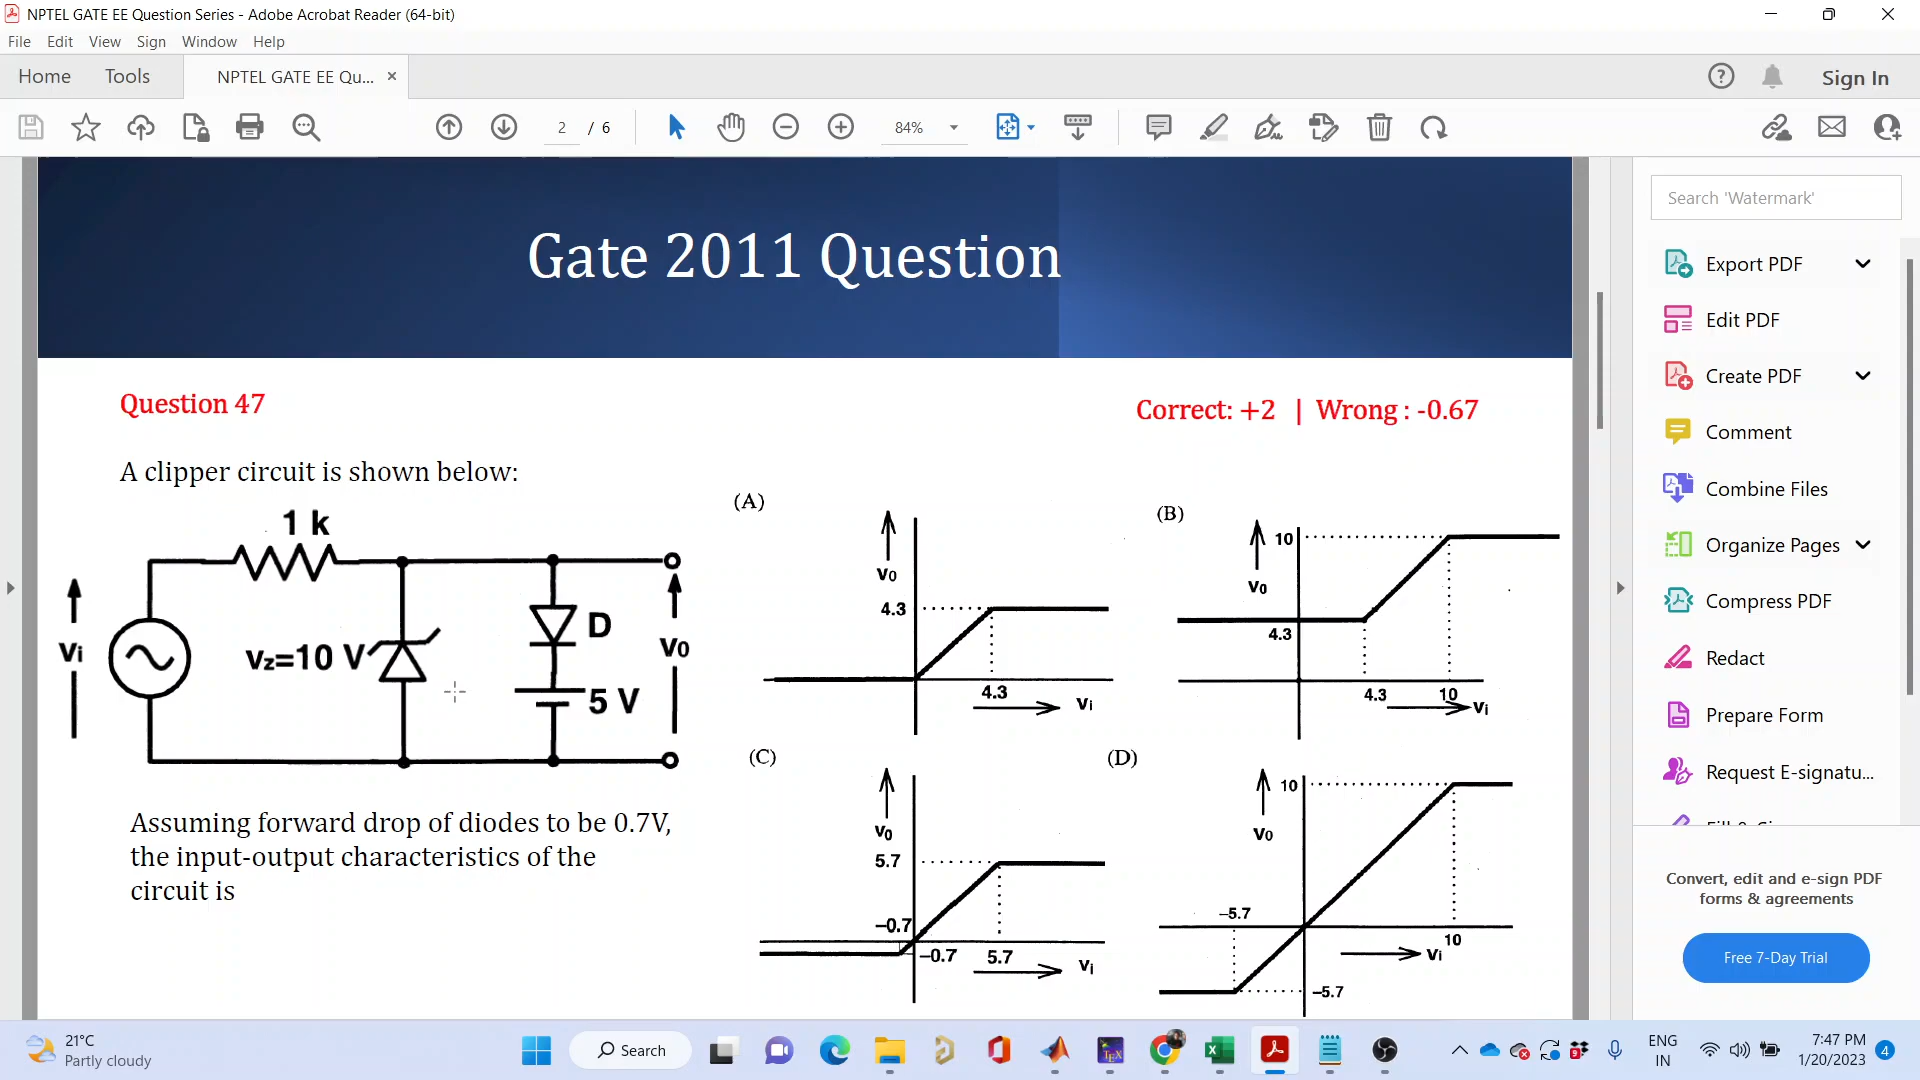 NPTEL GATE EE Question Series - Adobe Acrobat Reader (64-bit)
File Edit View Sign Window Help
Home Tools NPTEL GATE EE Qu... × Sign In
2 / 6 84%
Gate 2011 Question
Question 47
Correct: +2 | Wrong : -0.67
A clipper circuit is shown below:
1 k
vi
vz=10 V
D
5 V
v0
Assuming forward drop of diodes to be 0.7V,
the input-output characteristics of the
circuit is
(A)
v0
4.3
4.3
vi
(B)
10
v0
4.3
4.3 10
vi
(C)
v0
5.7
−0.7
−0.7 5.7
vi
(D)
10
v0
−5.7
10
vi
−5.7
Search 'Watermark'
Export PDF
Edit PDF
Create PDF
Comment
Combine Files
Organize Pages
Compress PDF
Redact
Prepare Form
Request E-signatu...
Convert, edit and e-sign PDF
forms & agreements
Free 7-Day Trial
21°C
Partly cloudy
Search
ENG
IN
7:47 PM
1/20/2023
4